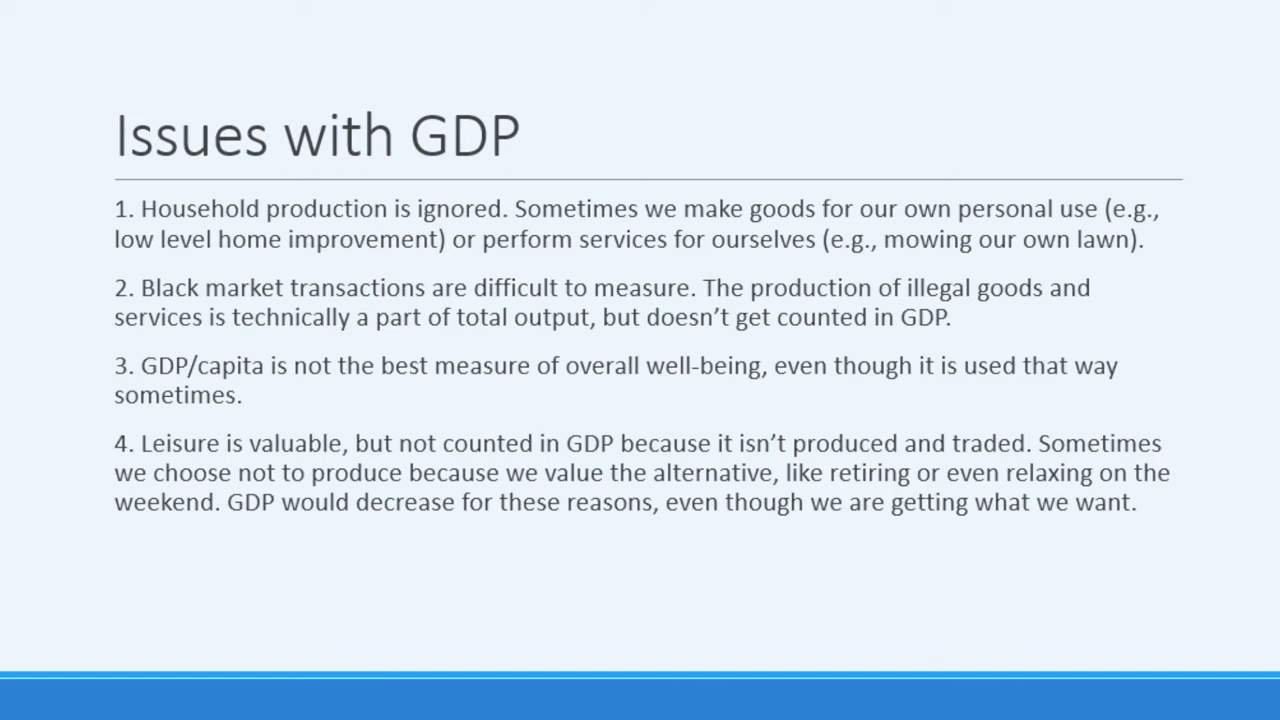 Issues with GDP
1. Household production is ignored. Sometimes we make goods for our own personal use (e.g.,
low level home improvement) or perform services for ourselves (e.g., mowing our own lawn).
2. Black market transactions are difficult to measure. The production of illegal goods and
services is technically a part of total output, but doesn’t get counted in GDP.
3. GDP/capita is not the best measure of overall well-being, even though it is used that way
sometimes.
4. Leisure is valuable, but not counted in GDP because it isn’t produced and traded. Sometimes
we choose not to produce because we value the alternative, like retiring or even relaxing on the
weekend. GDP would decrease for these reasons, even though we are getting what we want.